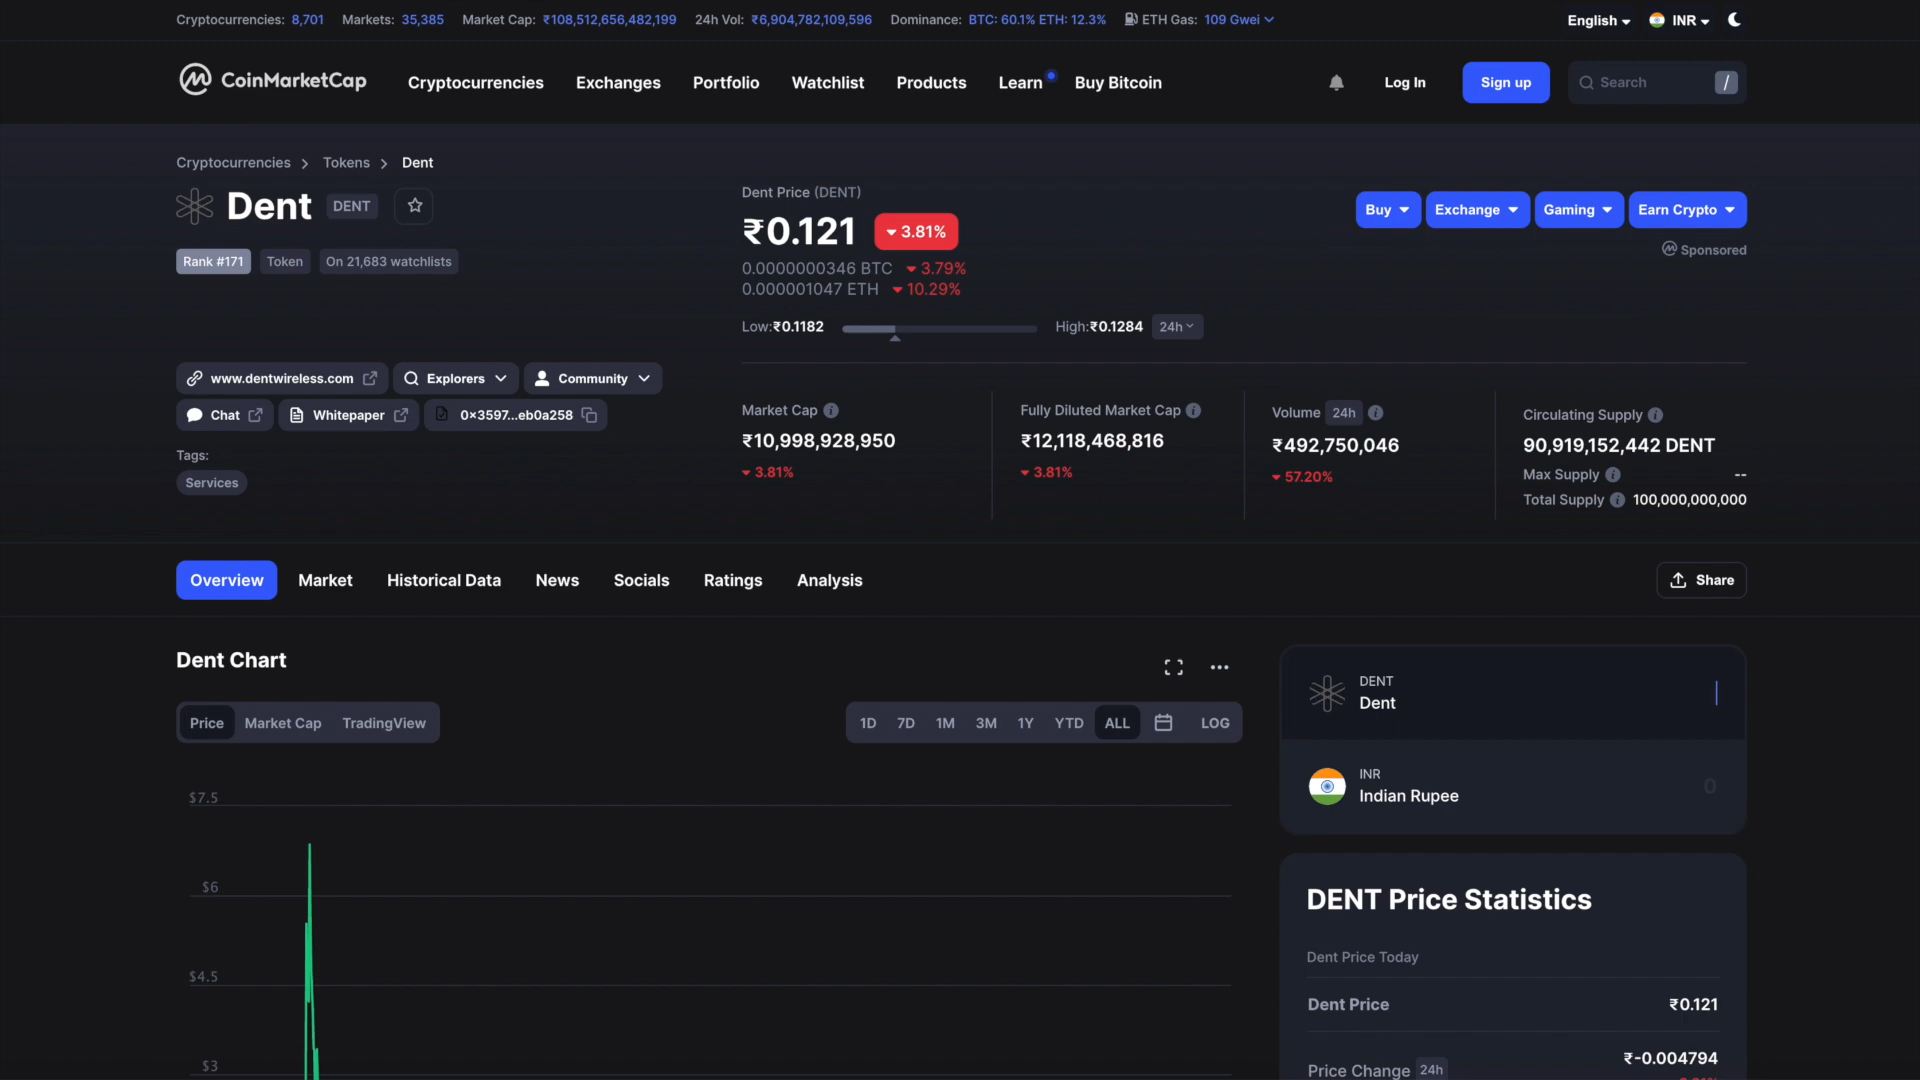 Cryptocurrencies: 8,701 Markets: 35,385 Market Cap: ₹108,512,656,482,199 24h Vol: ₹6,904,782,109,596 Dominance: BTC: 60.1% ETH: 12.3% ETH Gas: 109 Gwei English INR
CoinMarketCap Cryptocurrencies Exchanges Portfolio Watchlist Products Learn Buy Bitcoin Log In Sign up Search /
Cryptocurrencies > Tokens > Dent
Dent DENT
Rank #171 Token On 21,683 watchlists
www.dentwireless.com Explorers Community
Chat Whitepaper 0x3597...eb0a258
Tags:
Services
Dent Price (DENT)
₹0.121 3.81%
0.0000000346 BTC 3.79%
0.000001047 ETH 10.29%
Low:₹0.1182 High:₹0.1284 24h
Buy Exchange Gaming Earn Crypto
Sponsored
Market Cap
₹10,998,928,950
3.81%
Fully Diluted Market Cap
₹12,118,468,816
3.81%
Volume 24h
₹492,750,046
57.20%
Circulating Supply
90,919,152,442 DENT
Max Supply --
Total Supply 100,000,000,000
Overview Market Historical Data News Socials Ratings Analysis Share
Dent Chart
Price Market Cap TradingView 1D 7D 1M 3M 1Y YTD ALL LOG
$7.5
$6
$4.5
$3
DENT
Dent
INR
Indian Rupee 0
DENT Price Statistics
Dent Price Today
Dent Price ₹0.121
Price Change 24h ₹-0.004794